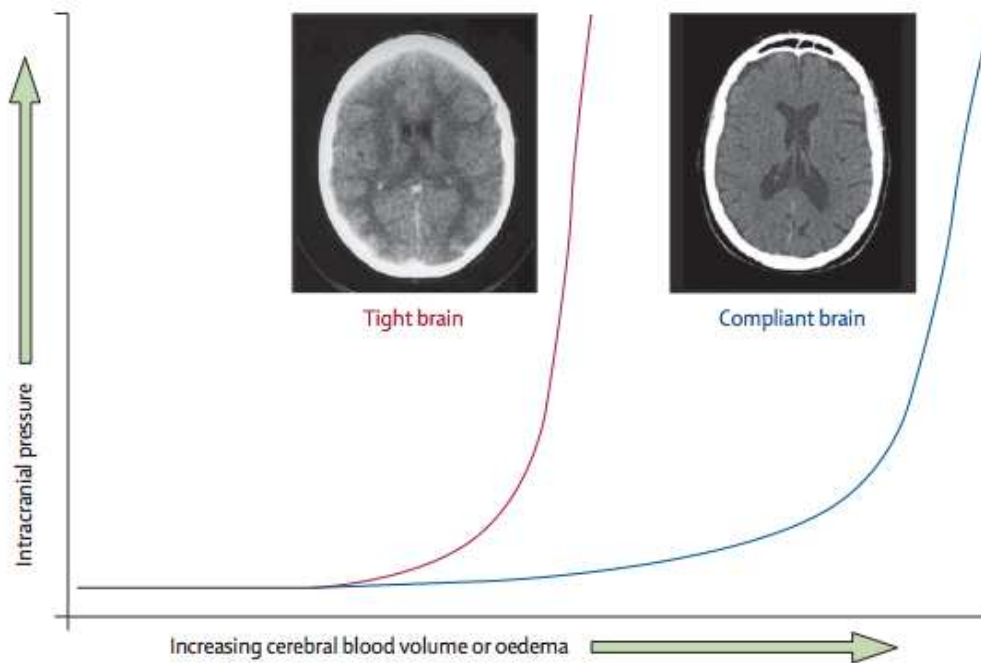 Tight brain
Compliant brain
Intracranial pressure
Increasing cerebral blood volume or oedema